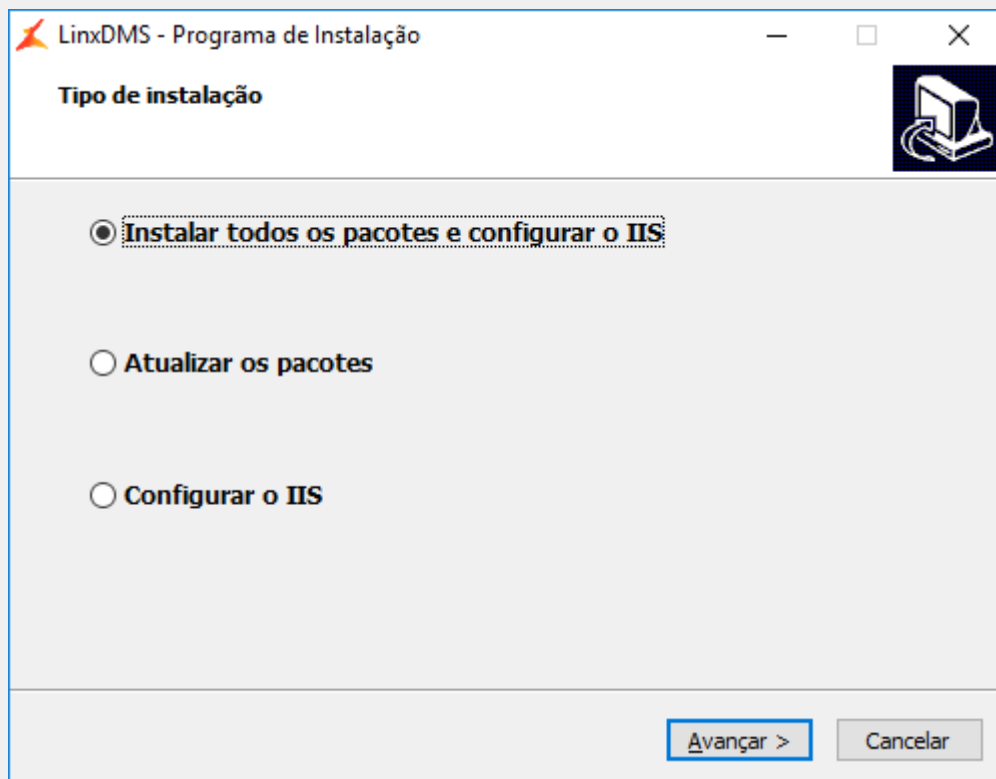 LinxDMS - Programa de Instalação
Tipo de instalação
Instalar todos os pacotes e configurar o IIS
Atualizar os pacotes
Configurar o IIS
Avançar >
Cancelar